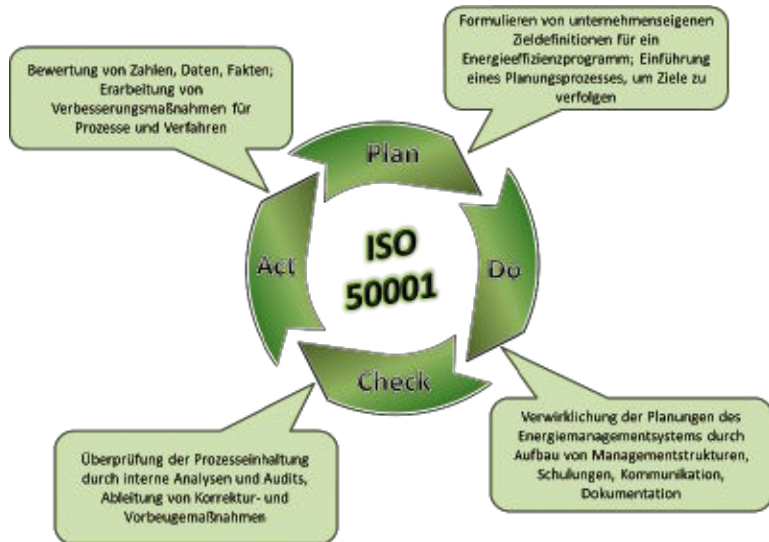 Formulieren von unternehmenseigenen
Zieldefinitionen für ein
Energieeffizienzprogramm; Einführung
eines Planungsprozesses, um Ziele zu
verfolgen
Bewertung von Zahlen, Daten, Fakten;
Erarbeitung von
Verbesserungsmaßnahmen für
Prozesse und Verfahren
Plan
Act
ISO
50001
Do
Check
Verwirklichung der Planungen des
Energiemanagementsystems durch
Aufbau von Managementstrukturen,
Schulungen, Kommunikation,
Dokumentation
Überprüfung der Prozesseinhaltung
durch interne Analysen und Audits,
Ableitung von Korrektur- und
Vorbeugemaßnahmen